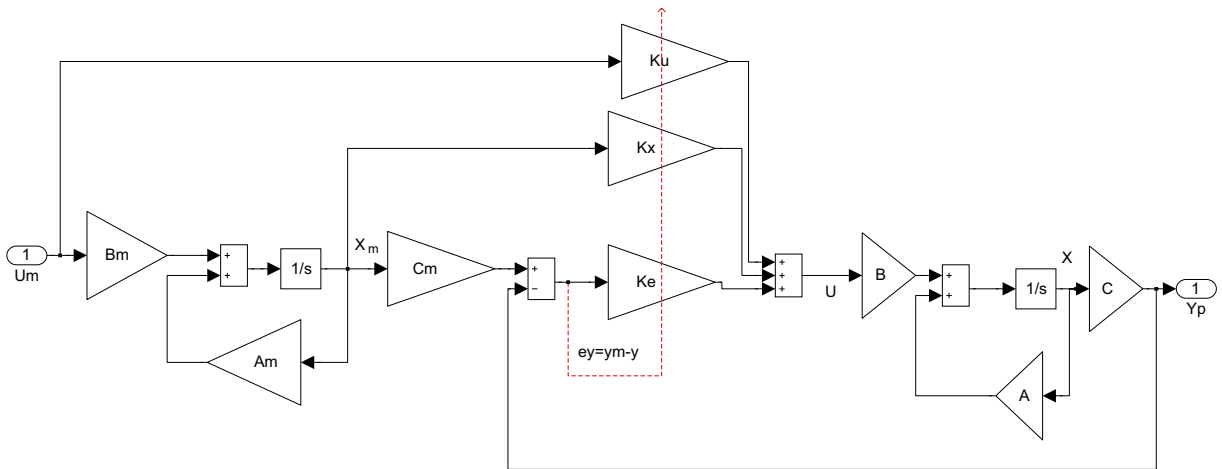 Ku
Kx
1
Um
Bm
+
+
1/s
X m
Cm
+
−
Ke
+
+
+
U
B
+
+
1/s
X
C
1
Yp
Am
ey=ym-y
A